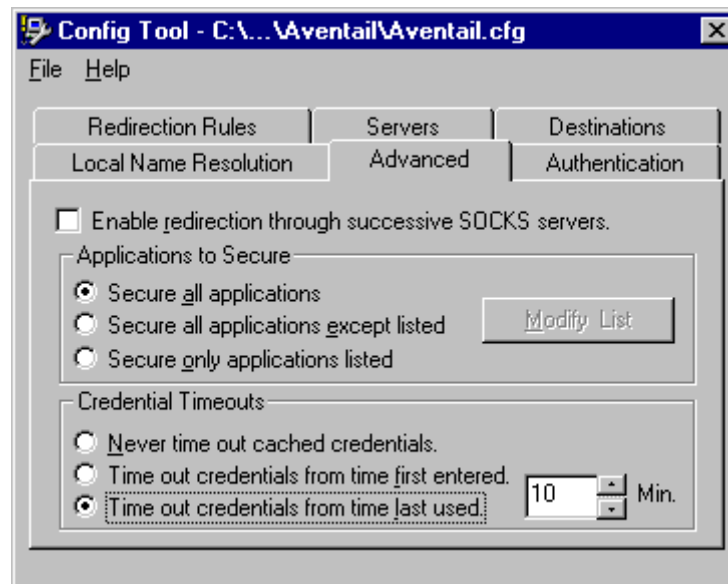 Config Tool - C:\...\Aventail\Aventail.cfg
File Help
Redirection Rules Servers Destinations
Local Name Resolution Advanced Authentication
Enable redirection through successive SOCKS servers.
Applications to Secure
Secure all applications
Secure all applications except listed
Modify List
Secure only applications listed
Credential Timeouts
Never time out cached credentials.
Time out credentials from time first entered.
10 Min.
Time out credentials from time last used.